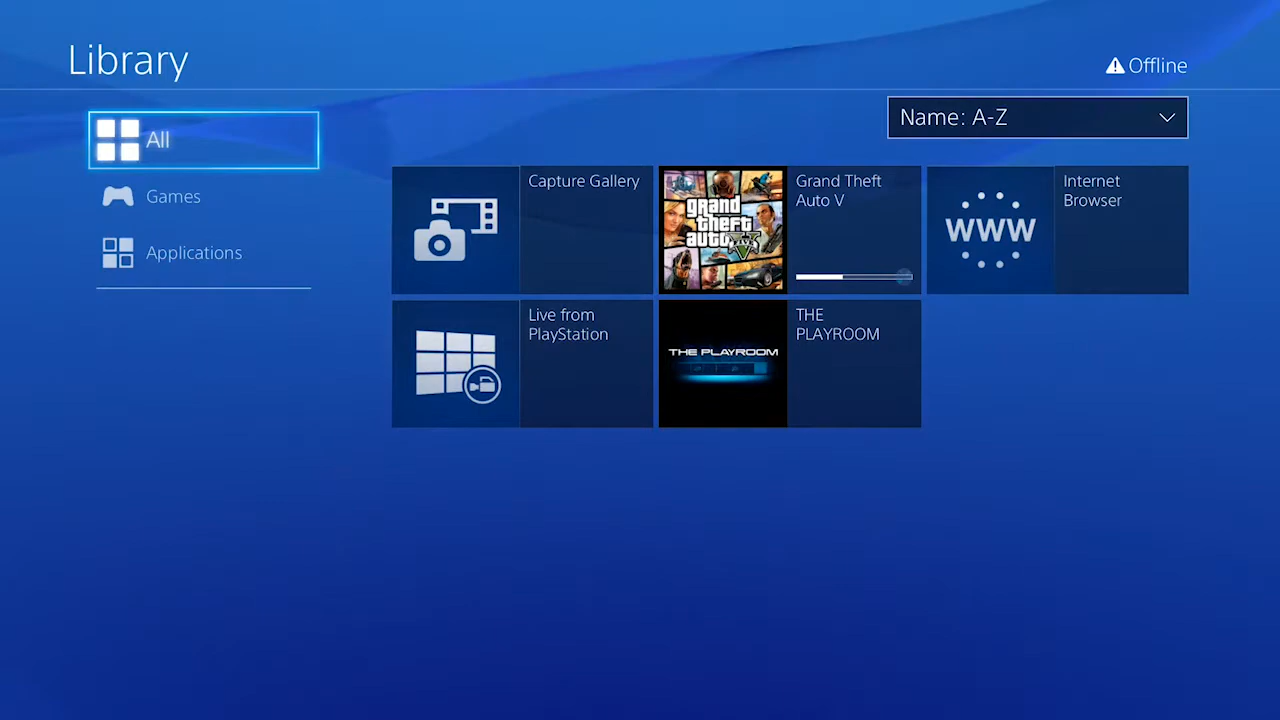 Library
Offline
Name: A-Z
All
Games
Applications
Capture Gallery
grand
theft
auto
V
Grand Theft
Auto V
WWW
Internet
Browser
Live from
PlayStation
THE PLAYROOM
THE
PLAYROOM